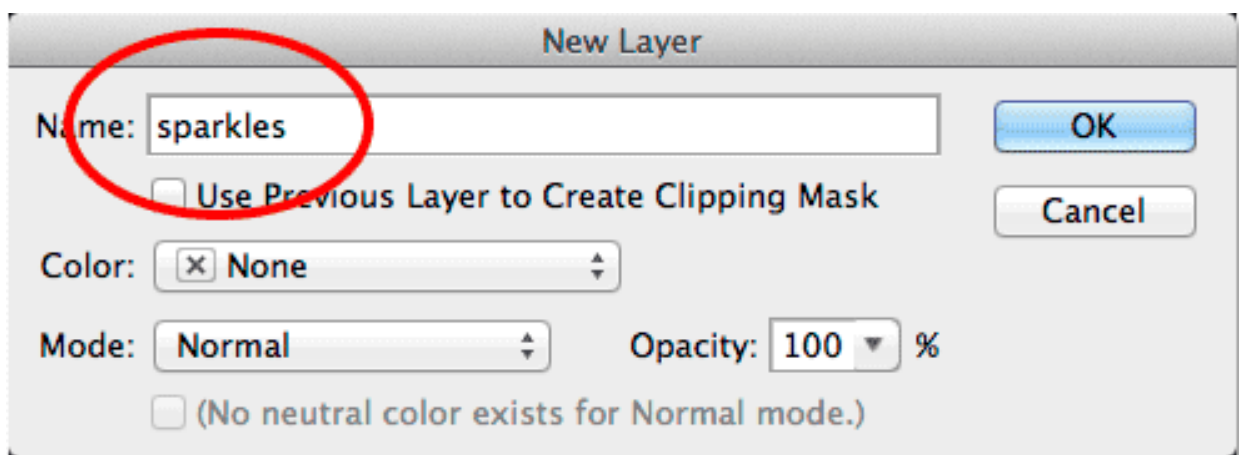 New Layer
Name: sparkles
OK
Use Previous Layer to Create Clipping Mask
Cancel
Color: None
Mode: Normal Opacity: 100 %
(No neutral color exists for Normal mode.)